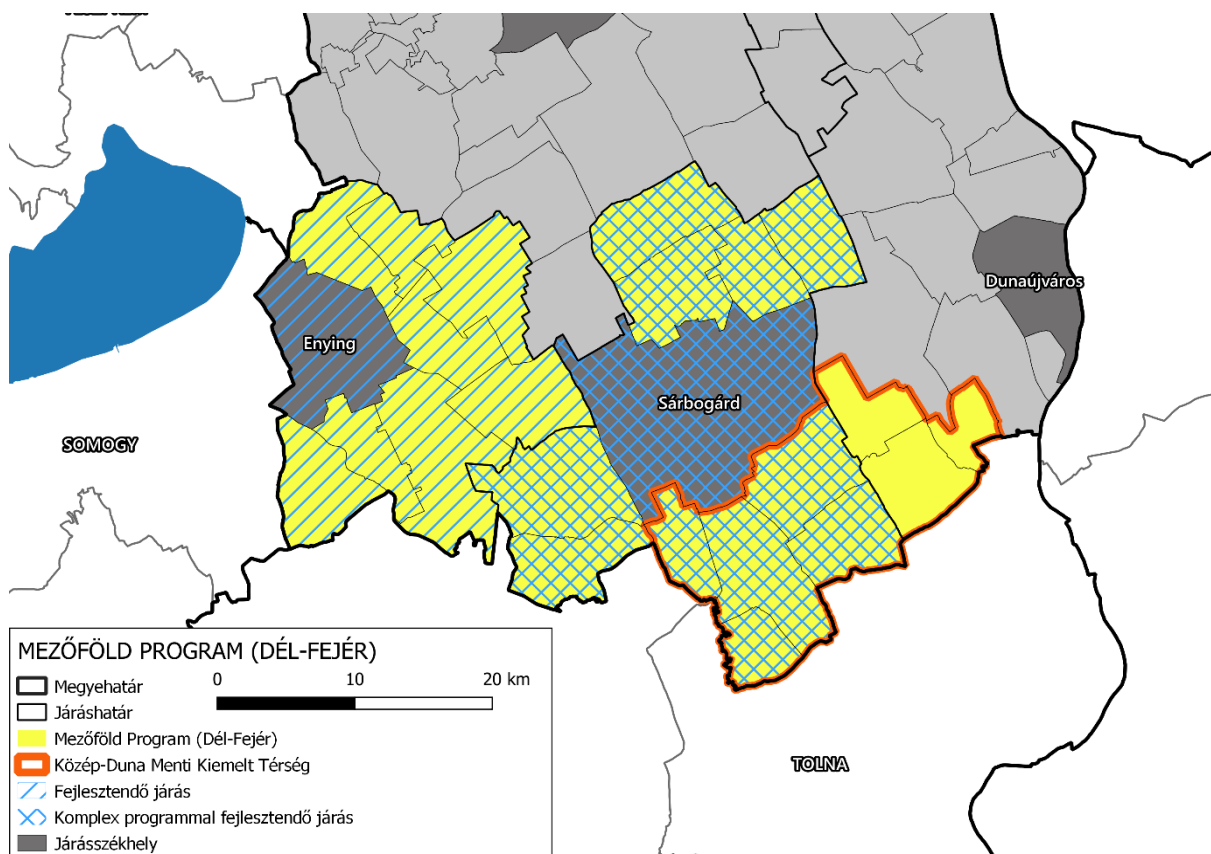 Dunaújváros
Enying
Sárbogárd
SOMOGY
TOLNA
MEZŐFÖLD PROGRAM (DÉL-FEJÉR)
0 10 20 km
Megyehatár
Járáshatár
Mezőföld Program (Dél-Fejér)
Közép-Duna Menti Kiemelt Térség
Fejlesztendő járás
Komplex programmal fejlesztendő járás
Járásszékhely